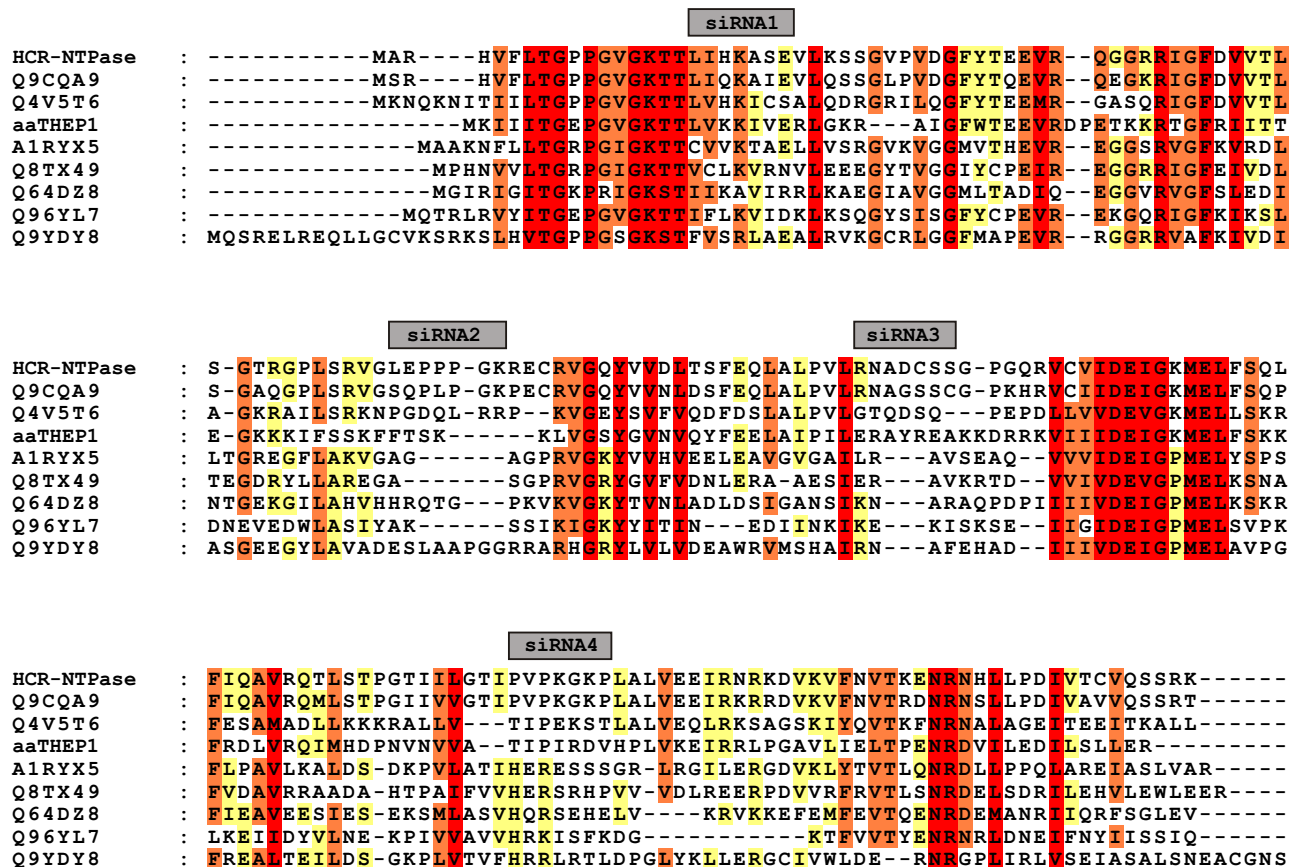 siRNA1
HCR-NTPase : -----------MAR----HVFLTGPPGVGKTTLIHKASEVLKSSGVPVDGFYTEEVR--QGGRRIGFDVVTL
Q9CQA9 : -----------MSR----HVFLTGPPGVGKTTLIQKAIEVLQSSGLPVDGFYTQEVR--QEGKRIGFDVVTL
Q4V5T6 : -----------MKNQKNITIILTGPPGVGKTTLVHKICSALQDRGRILQGFYTEEMR--GASQRIGFDVVTL
aaTHEP1 : -----------------MKIIITGEPGVGKTTLVKKIVERLGKR---AIGFWTEEVRDPETKKRTGFRIITT
A1RYX5 : --------------MAAKNFLLTGRPGIGKTTCVVKTAELLVSRGVKVGGMVTHEVR--EGGSRVGFKVRDL
Q8TX49 : ---------------MPHNVVLTGRPGIGKTTVCLKVRNVLEEEGYTVGGIYCPEIR--EGGRRIGFEIVDL
Q64DZ8 : ---------------MGIRIGITGKPRIGKSTIIKAVIRRLKAEGIAVGGMLTADIQ--EGGVRVGFSLEDI
Q96YL7 : -------------MQTRLRVYITGEPGVGKTTIFLKVIDKLKSQGYSISGFYCPEVR--EKGQRIGFKIKSL
Q9YDY8 : MQSRELREQLLGCVKSRKSLHVTGPPGSGKSTFVSRLAEALRVKGCRLGGFMAPEVR--RGGRRVAFKIVDI
siRNA2 siRNA3
HCR-NTPase : S-GTRGPLSRVGLEPPP-GKRECRVGQYVVDLTSFEQLALPVLRNADCSSG-PGQRVCVIDEIGKMELFSQL
Q9CQA9 : S-GAQGPLSRVGSQPLP-GKPECRVGQYVVNLDSFEQLALPVLRNAGSSCG-PKHRVCIIDEIGKMELFSQP
Q4V5T6 : A-GKRAILSRKNPGDQL-RRP--KVGEYSVFVQDFDSLALPVLGTQDSQ---PEPDLLVVDEVGKMELLSKR
aaTHEP1 : E-GKKKIFSSKFFTSK------KLVGSYGVNVQYFEELAIPILERAYREAKKDRRKVIIIDEIGKMELFSKK
A1RYX5 : LTGREGFLAKVGAG------AGPRVGKYVVHVEELEAVGVGAILR---AVSEAQ--VVVIDEIGPMELYSPS
Q8TX49 : TEGDRYLLAREGA-------SGPRVGRYGVFVDNLERA-AESIER---AVKRTD--VVIVDEVGPMELKSNA
Q64DZ8 : NTGEKGILAHVHHRQTG---PKVKVGKYTVNLADLDSIGANSIKN---ARAQPDPIIIIVDEIGPMELKSKR
Q96YL7 : DNEVEDWLASIYAK------SSIKIGKYYITIN---EDIINKIKE---KISKSE--IIGIDEIGPMELSVPK
Q9YDY8 : ASGEEGYLAVADESLAAPGGRRARHGRYLVLVDEAWRVMSHAIRN---AFEHAD--IIIVDEIGPMELAVPG
siRNA4
HCR-NTPase : FIQAVRQTLSTPGTIILGTIPVPKGKPLALVEEIRNRKDVKVFNVTKENRNHLLPDIVTCVQSSRK------
Q9CQA9 : FIQAVRQMLSTPGIIVVGTIPVPKGKPLALVEEIRKRRDVKVFNVTRDNRNSLLPDIVAVVQSSRT------
Q4V5T6 : FESAMADLLKKKRALLV--TIPEKSTLALVEQLRKSAGSKIYQVTKFNRNALAGEITEEITKALL------
aaTHEP1 : FRDLVRQIMHDPNVNVVA--TIPIRDVHPLVKEIRRLPGAVLIELTPENRDVILEDILSLLER---------
A1RYX5 : FLPAVLKALDS-DKPVLATIHERESSSGR-LRGILERGDVKLYTVTLQNRDLLPPQLAREIASLVAR-----
Q8TX49 : FVDAVRRAADA-HTPAIFVVHERSRHPVV-VDLREERPDVVRFRVTLSNRDELSDRILEHVLEWLEER----
Q64DZ8 : FIEAVEESIES-EKSMLASVHQRSEHELV----KRVKKEFEMFEVTQENRDEMANRIIQRFSGLEV------
Q96YL7 : LKEIIDYVLNE-KPIVVAVVHRKISFKDG----------KTFVVTYENRNRLDNEIFNYIISSIQ-------
Q9YDY8 : FREALTEILDS-GKPLVTVFHRRLRTLDPGLYKLLERGCIVWLDE--RNRGPLIRLVSEIASALSNEACGNS